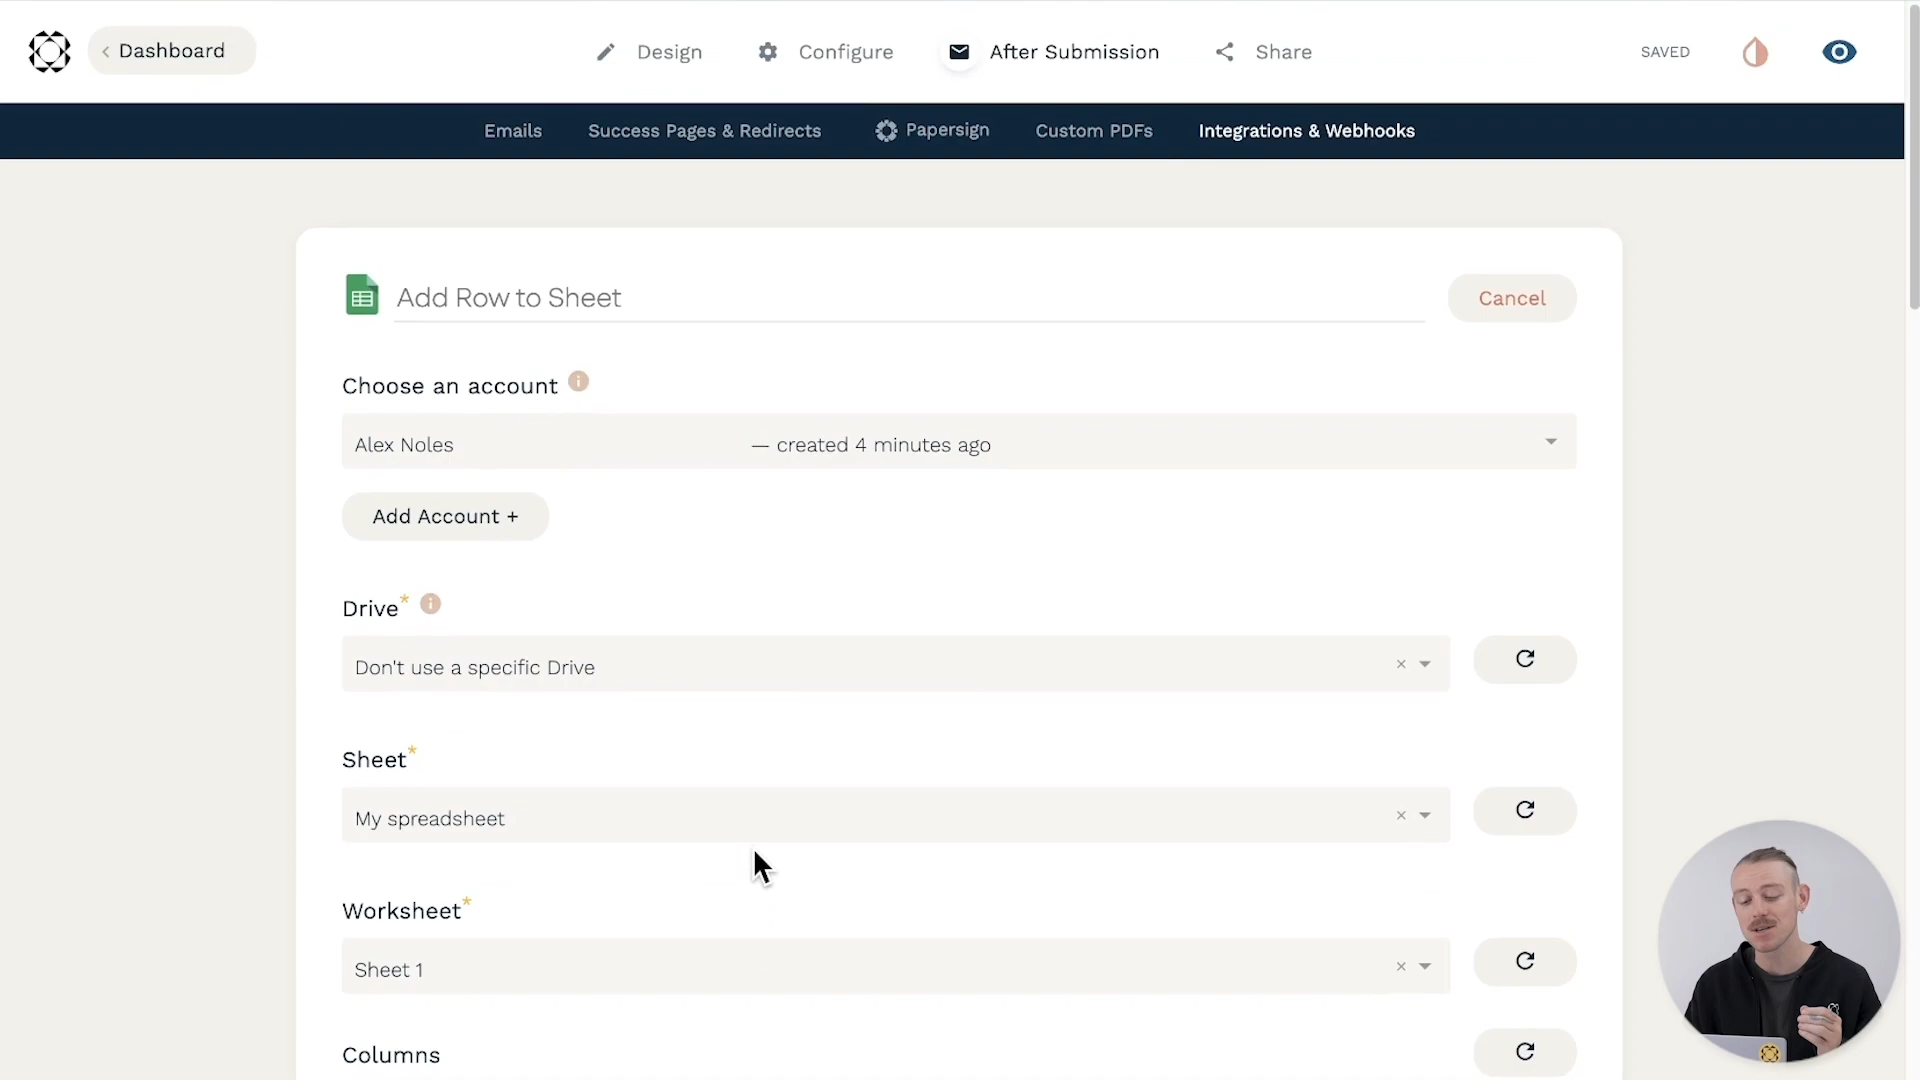 Dashboard
Design
Configure
After Submission
Share
SAVED
Emails
Success Pages & Redirects
Papersign
Custom PDFs
Integrations & Webhooks
Add Row to Sheet
Cancel
Choose an account
Alex Noles — created 4 minutes ago
Add Account +
Drive*
Don't use a specific Drive
Sheet*
My spreadsheet
Worksheet*
Sheet 1
Columns